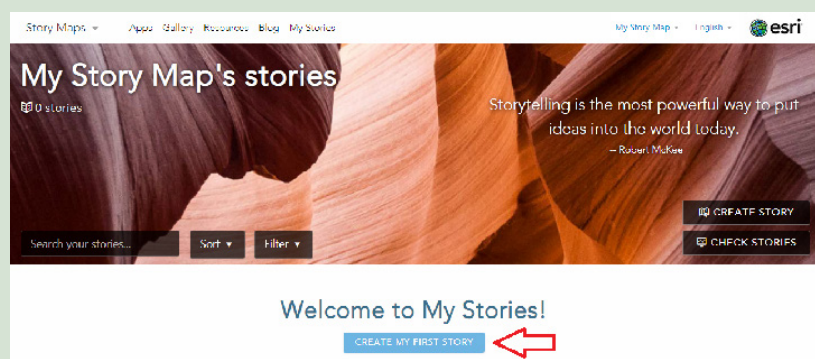 Story Maps Apps Gallery Resources Blog My Stories My Story Map English esri
My Story Map's stories
0 stories
Storytelling is the most powerful way to put
ideas into the world today.
– Robert McKee
CREATE STORY
Search your stories... Sort Filter
CHECK STORIES
Welcome to My Stories!
CREATE MY FIRST STORY